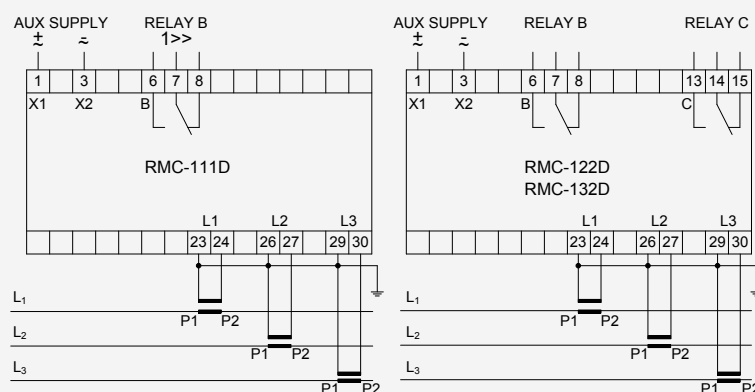 AUX SUPPLY RELAY B
± ~ 1>>
1 3 6 7 8
X1 X2 B
RMC-111D
L1 L2 L3
23 24 26 27 29 30
L1
P1 P2
L2
P1 P2
L3
P1 P2
AUX SUPPLY RELAY B RELAY C
1 3 6 7 8 13 14 15
X1 X2 B C
RMC-122D
RMC-132D
L1 L2 L3
23 24 26 27 29 30
L1
P1 P2
L2
P1 P2
L3
P1 P2